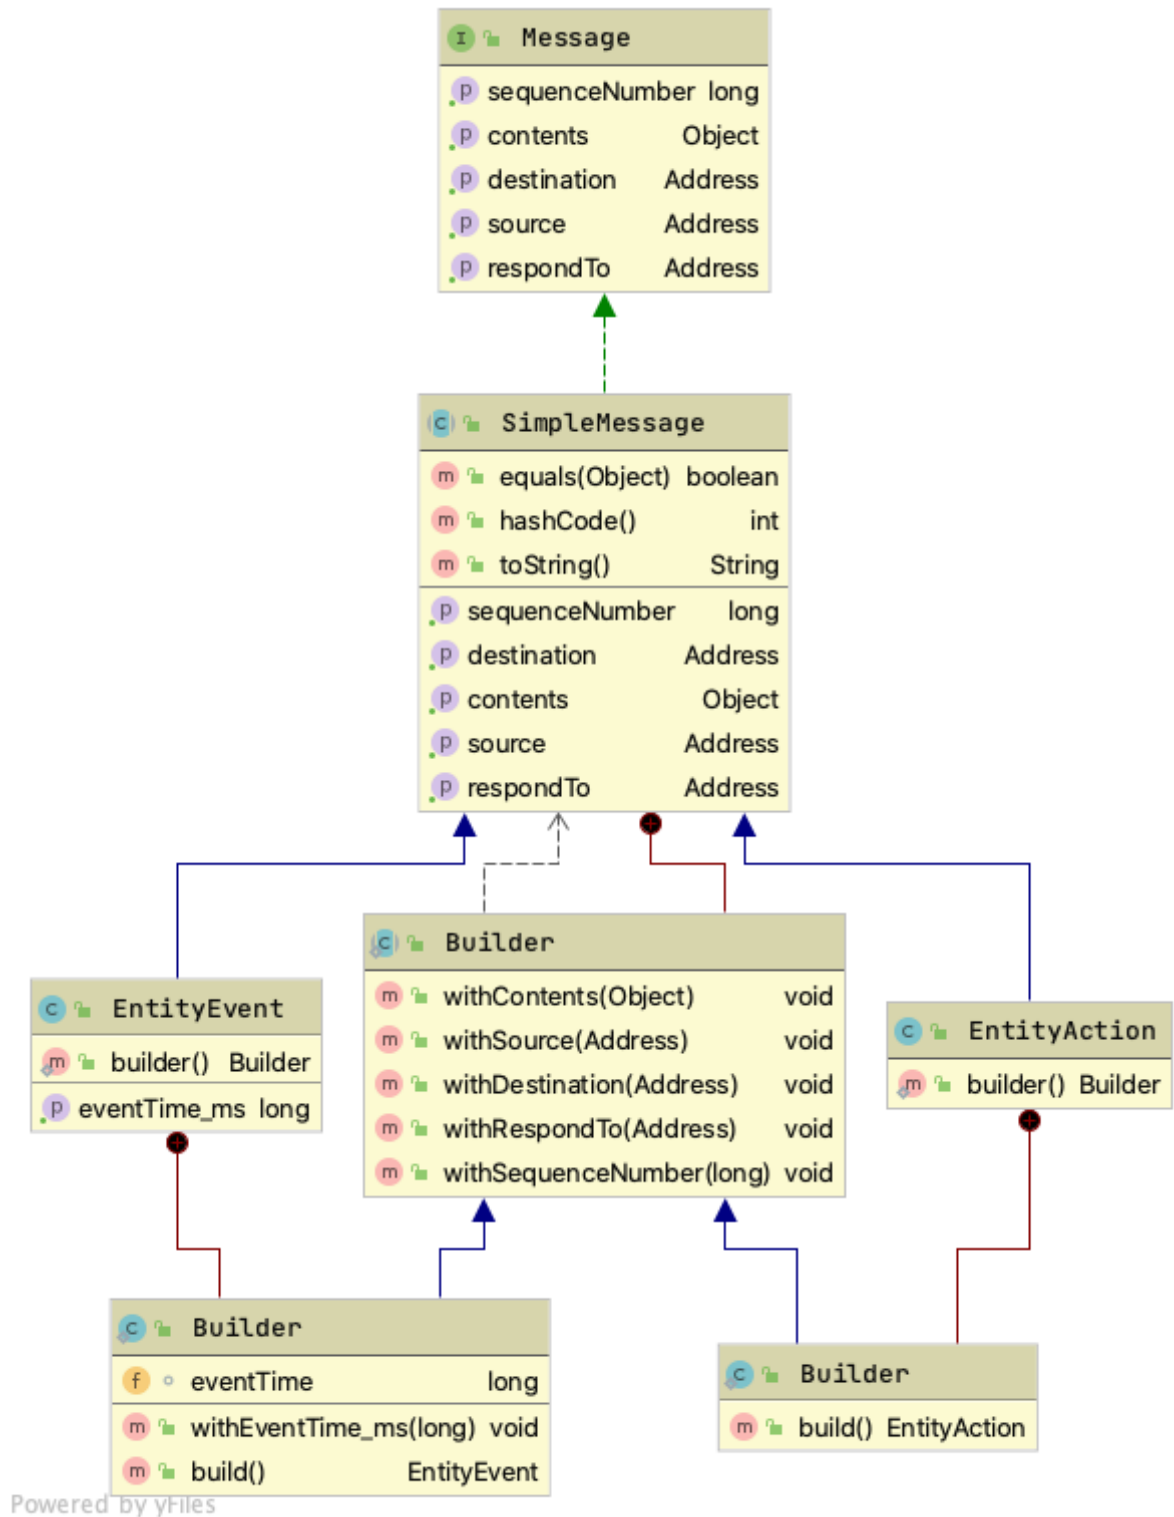 Message
sequenceNumber long
contents Object
destination Address
source Address
respondTo Address
SimpleMessage
equals(Object) boolean
hashCode() int
toString() String
sequenceNumber long
destination Address
contents Object
source Address
respondTo Address
Builder
withContents(Object) void
withSource(Address) void
withDestination(Address) void
withRespondTo(Address) void
withSequenceNumber(long) void
EntityEvent
builder() Builder
eventTime_ms long
EntityAction
builder() Builder
Builder
eventTime long
withEventTime_ms(long) void
build() EntityEvent
Builder
build() EntityAction
Powered by yFiles